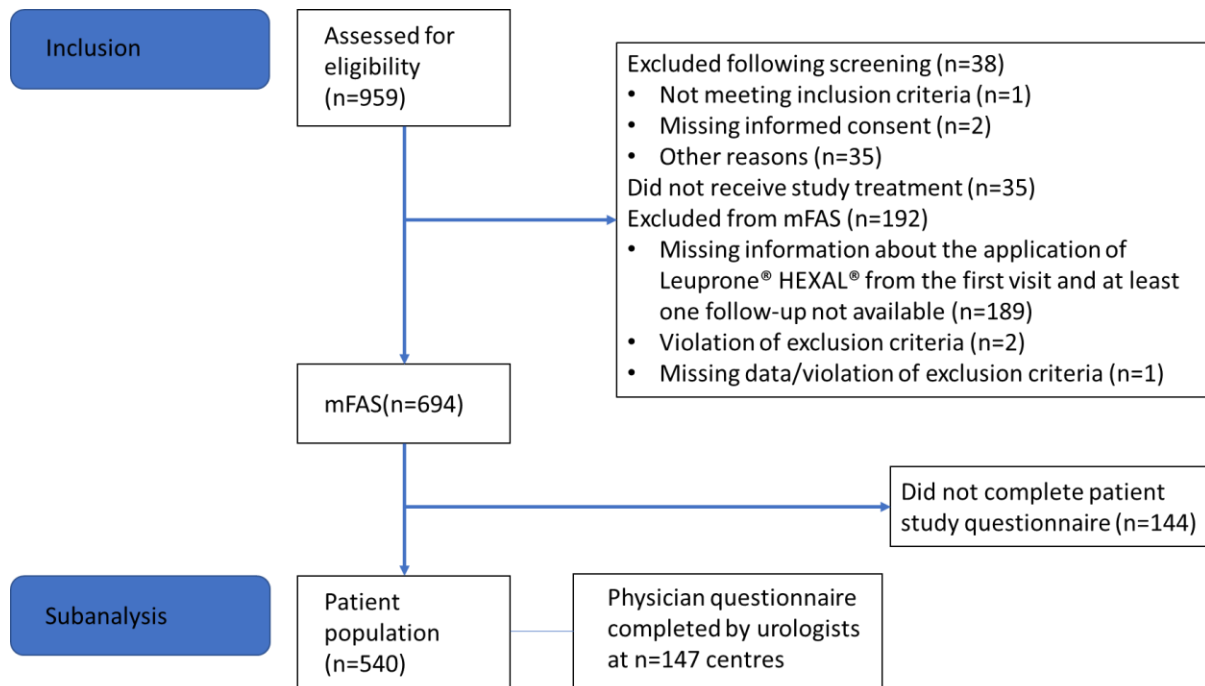 Inclusion
Assessed for
eligibility
(n=959)
Excluded following screening (n=38)
• Not meeting inclusion criteria (n=1)
• Missing informed consent (n=2)
• Other reasons (n=35)
Did not receive study treatment (n=35)
Excluded from mFAS (n=192)
• Missing information about the application of
Leuprone® HEXAL® from the first visit and at least
one follow-up not available (n=189)
• Violation of exclusion criteria (n=2)
• Missing data/violation of exclusion criteria (n=1)
mFAS(n=694)
Did not complete patient
study questionnaire (n=144)
Subanalysis
Patient
population
(n=540)
Physician questionnaire
completed by urologists
at n=147 centres